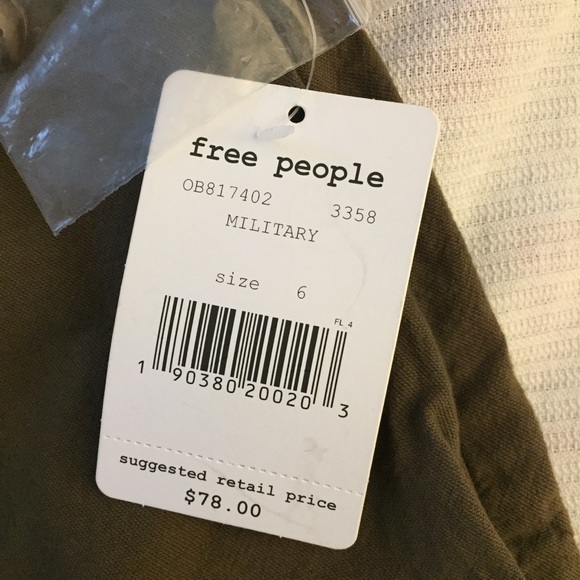 free people
OB817402 3358
MILITARY
size 6
FL 4
1 90380 20020 3
suggested retail price
$78.00